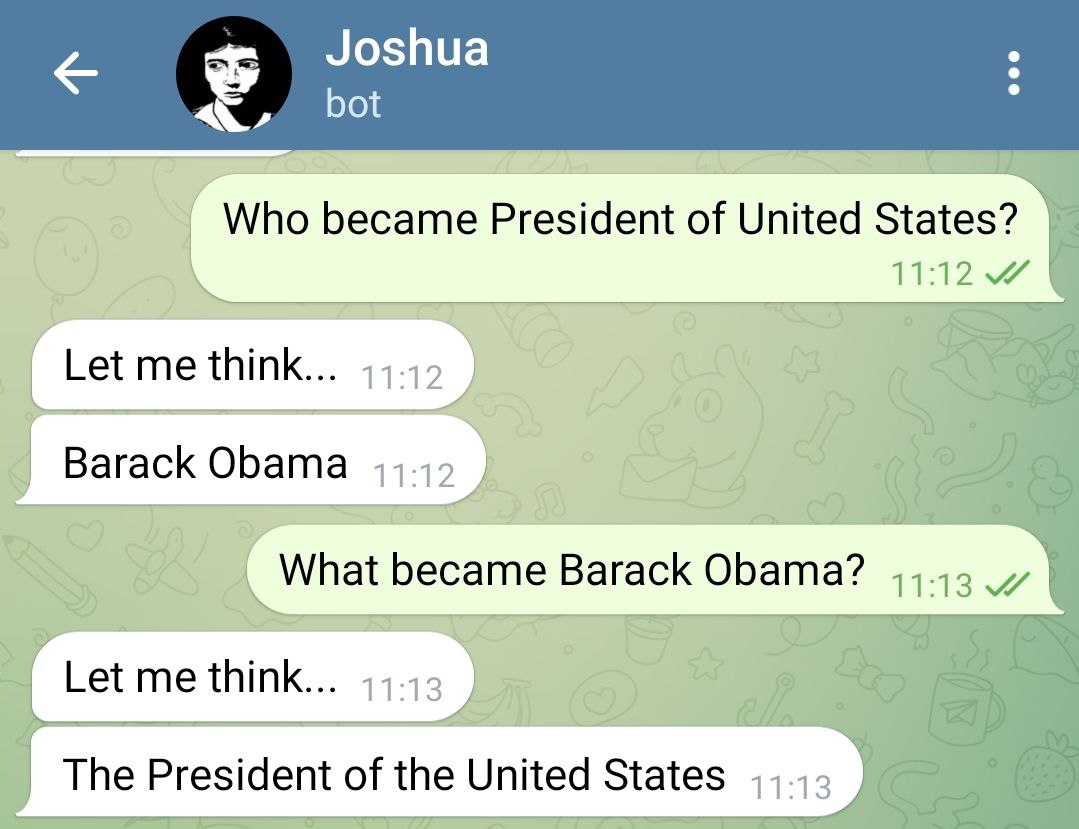 Joshua
bot
Who became President of United States?
11:12
Let me think... 11:12
Barack Obama 11:12
What became Barack Obama? 11:13
Let me think... 11:13
The President of the United States 11:13